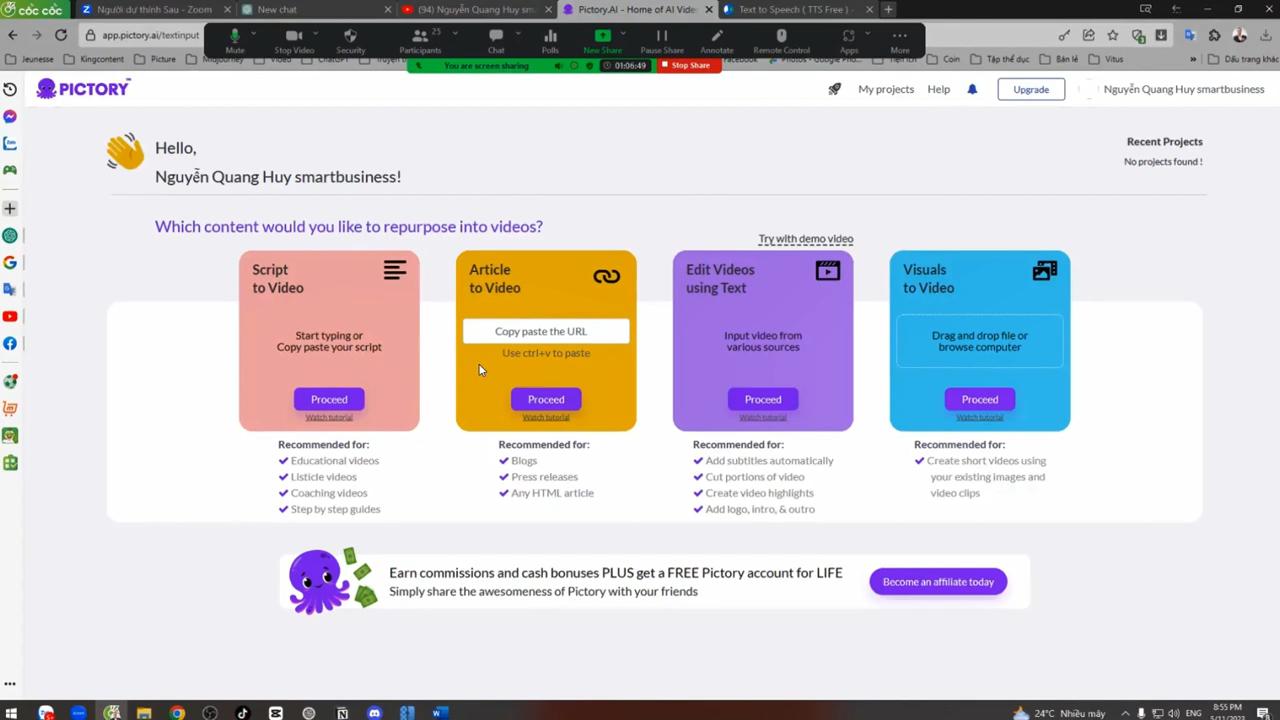 cốc cốc
Người dự thính Sau - Zoom
New chat
(94) Nguyễn Quang Huy sm
Pictory.AI - Home of AI Video
Text to Speech ( TTS Free ) -
app.pictory.ai/textinput
Mute
Stop Video
Security
Participants
25
Chat
Polls
New Share
Pause Share
Annotate
Remote Control
Apps
More
You are screen sharing
01:06:49
Stop Share
Jeunesse
Kingcontent
Picture
Midjourney
Video
Coin
Tập thể dục
Bán lẻ
Vitus
Dấu trang khác
PICTORY
My projects
Help
Upgrade
Nguyễn Quang Huy smartbusiness
Hello,
Nguyễn Quang Huy smartbusiness!
Recent Projects
No projects found !
Which content would you like to repurpose into videos?
Try with demo video
Script
to Video
Start typing or
Copy paste your script
Proceed
Watch tutorial
Recommended for:
Educational videos
Listicle videos
Coaching videos
Step by step guides
Article
to Video
Copy paste the URL
Use ctrl+v to paste
Proceed
Watch tutorial
Recommended for:
Blogs
Press releases
Any HTML article
Edit Videos
using Text
Input video from
various sources
Proceed
Watch tutorial
Recommended for:
Add subtitles automatically
Cut portions of video
Create video highlights
Add logo, intro, & outro
Visuals
to Video
Drag and drop file or
browse computer
Proceed
Watch tutorial
Recommended for:
Create short videos using
your existing images and
video clips
Earn commissions and cash bonuses PLUS get a FREE Pictory account for LIFE
Simply share the awesomeness of Pictory with your friends
Become an affiliate today
24°C Nhiều mây
ENG
8:55 PM